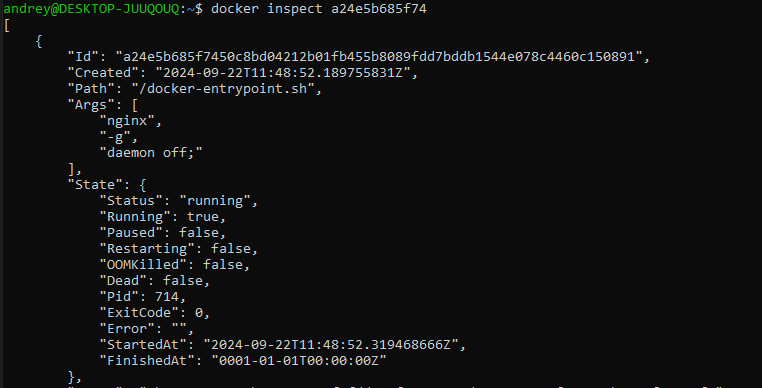 andrey@DESKTOP-JUUQOUQ:~$ docker inspect a24e5b685f74
[
    {
        "Id": "a24e5b685f7450c8bd04212b01fb455b8089fdd7bddb1544e078c4460c150891",
        "Created": "2024-09-22T11:48:52.189755831Z",
        "Path": "/docker-entrypoint.sh",
        "Args": [
            "nginx",
            "-g",
            "daemon off;"
        ],
        "State": {
            "Status": "running",
            "Running": true,
            "Paused": false,
            "Restarting": false,
            "OOMKilled": false,
            "Dead": false,
            "Pid": 714,
            "ExitCode": 0,
            "Error": "",
            "StartedAt": "2024-09-22T11:48:52.319468666Z",
            "FinishedAt": "0001-01-01T00:00:00Z"
        },